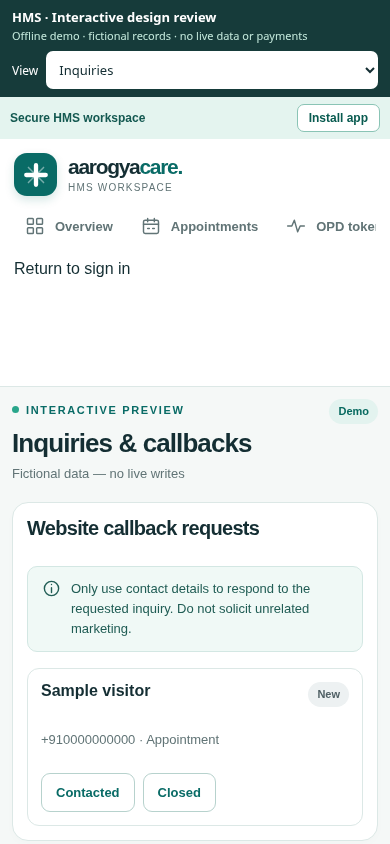 HMS · Interactive design review
Offline demo · fictional records · no live data or payments
View
Inquiries
Secure HMS workspace
Install app
aarogyacare.
HMS WORKSPACE
Overview
Appointments
OPD token
Return to sign in
INTERACTIVE PREVIEW
Demo
Inquiries & callbacks
Fictional data — no live writes
Website callback requests
Only use contact details to respond to the
requested inquiry. Do not solicit unrelated
marketing.
Sample visitor
New
+910000000000 · Appointment
Contacted
Closed